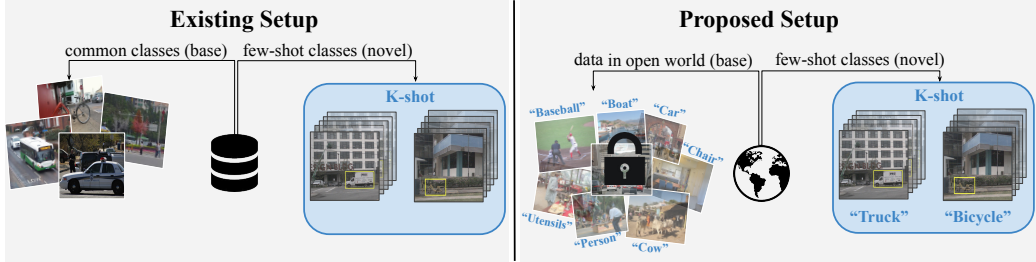 Existing Setup
common classes (base)
few-shot classes (novel)
K-shot
Proposed Setup
data in open world (base)
few-shot classes (novel)
“Baseball”
“Boat”
“Car”
“Chair”
“Utensils”
“Person”
“Cow”
K-shot
“Truck”
“Bicycle”